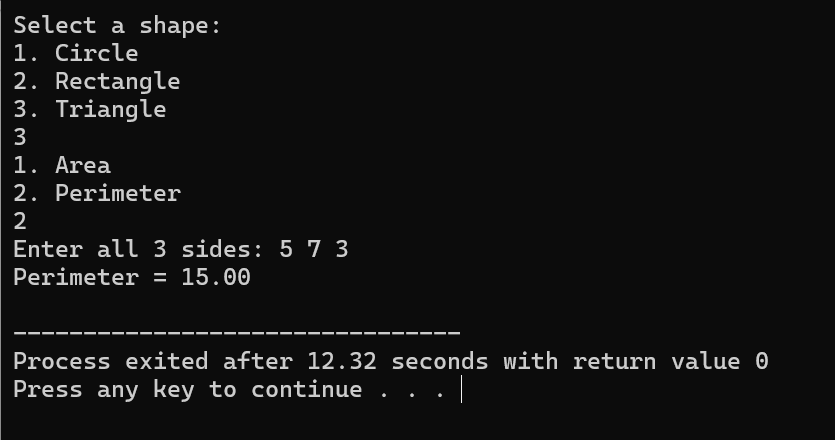 Select a shape:
1. Circle
2. Rectangle
3. Triangle
3
1. Area
2. Perimeter
2
Enter all 3 sides: 5 7 3
Perimeter = 15.00
--------------------------------
Process exited after 12.32 seconds with return value 0
Press any key to continue . . .